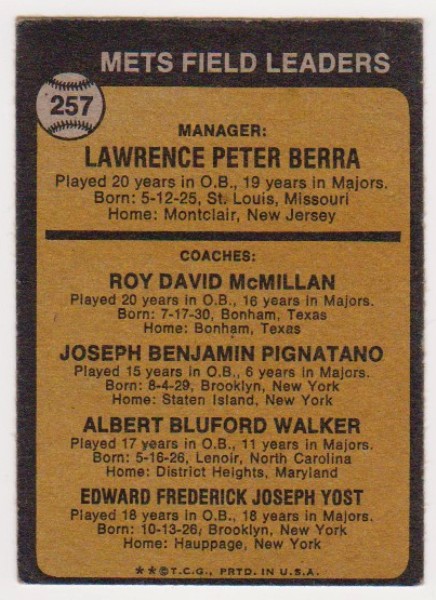 METS FIELD LEADERS
257
MANAGER:
LAWRENCE PETER BERRA
Played 20 years in O.B., 19 years in Majors.
Born: 5-12-25, St. Louis, Missouri
Home: Montclair, New Jersey
COACHES:
ROY DAVID McMILLAN
Played 20 years in O.B., 16 years in Majors.
Born: 7-17-30, Bonham, Texas
Home: Bonham, Texas
JOSEPH BENJAMIN PIGNATANO
Played 15 years in O.B., 6 years in Majors.
Born: 8-4-29, Brooklyn, New York
Home: Staten Island, New York
ALBERT BLUFORD WALKER
Played 17 years in O.B., 11 years in Majors.
Born: 5-16-26, Lenoir, North Carolina
Home: District Heights, Maryland
EDWARD FREDERICK JOSEPH YOST
Played 18 years in O.B., 18 years in Majors.
Born: 10-13-26, Brooklyn, New York
Home: Hauppage, New York
**©T.C.G., PRTD. IN U.S.A.